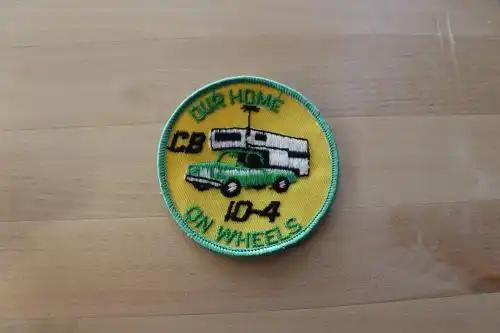 OUR HOME
CB
10-4
ON WHEELS